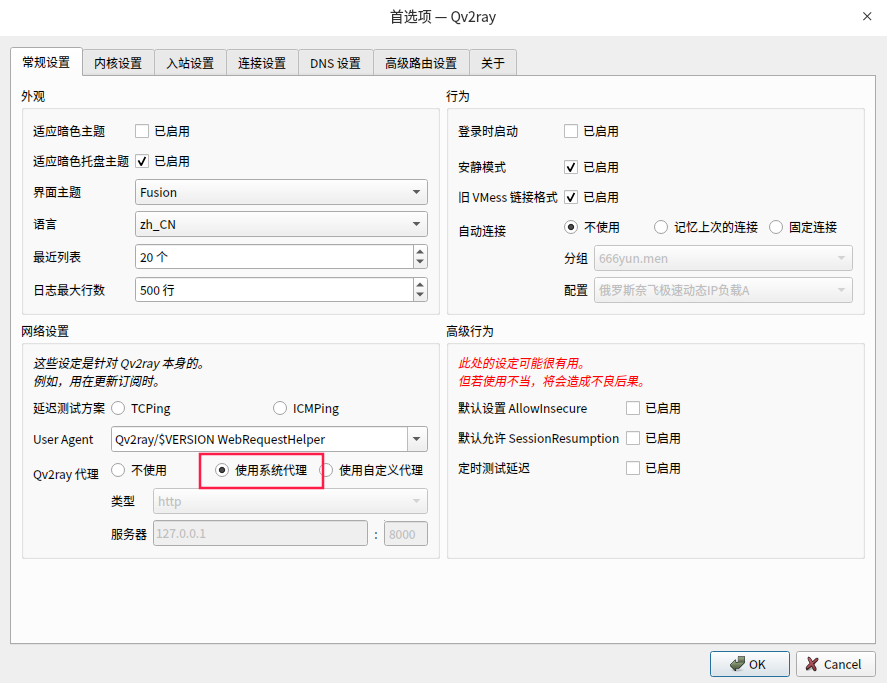 首选项 — Qv2ray
常规设置 内核设置 入站设置 连接设置 DNS 设置 高级路由设置 关于
外观
适应暗色主题 已启用
适应暗色托盘主题 已启用
界面主题 Fusion
语言 zh_CN
最近列表 20 个
日志最大行数 500 行
行为
登录时启动 已启用
安静模式 已启用
旧 VMess 链接格式 已启用
自动连接 不使用 记忆上次的连接 固定连接
分组 666yun.men
配置 俄罗斯奈飞极速动态IP负载A
网络设置
这些设定是针对 Qv2ray 本身的。
例如，用在更新订阅时。
延迟测试方案 TCPing ICMPing
User Agent Qv2ray/$VERSION WebRequestHelper
Qv2ray 代理 不使用 使用系统代理 使用自定义代理
类型 http
服务器 127.0.0.1 : 8000
高级行为
此处的设定可能很有用。
但若使用不当，将会造成不良后果。
默认设置 AllowInsecure 已启用
默认允许 SessionResumption 已启用
定时测试延迟 已启用
OK Cancel